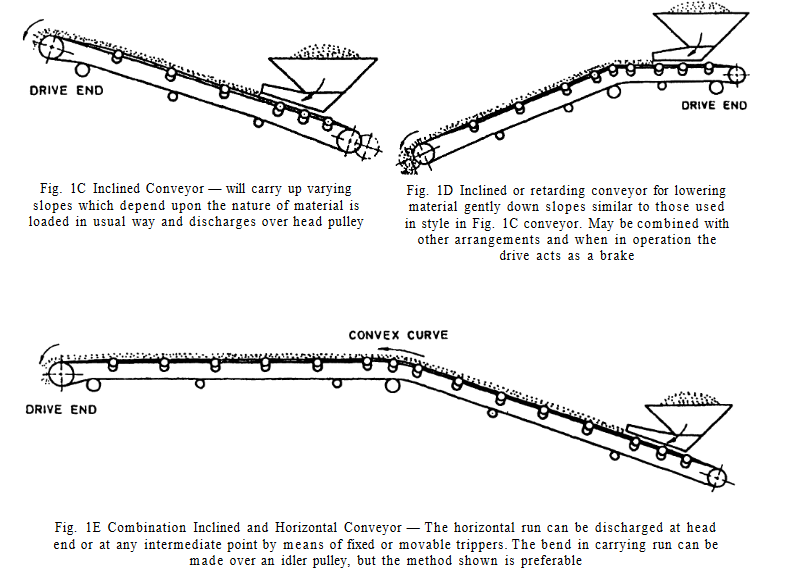 DRIVE END
DRIVE END
Fig. 1C Inclined Conveyor — will carry up varying
slopes which depend upon the nature of material is
loaded in usual way and discharges over head pulley
Fig. 1D Inclined or retarding conveyor for lowering
material gently down slopes similar to those used
in style in Fig. 1C conveyor. May be combined with
other arrangements and when in operation the
drive acts as a brake
CONVEX CURVE
DRIVE END
Fig. 1E Combination Inclined and Horizontal Conveyor — The horizontal run can be discharged at head
end or at any intermediate point by means of fixed or movable trippers. The bend in carrying run can be
made over an idler pulley, but the method shown is preferable